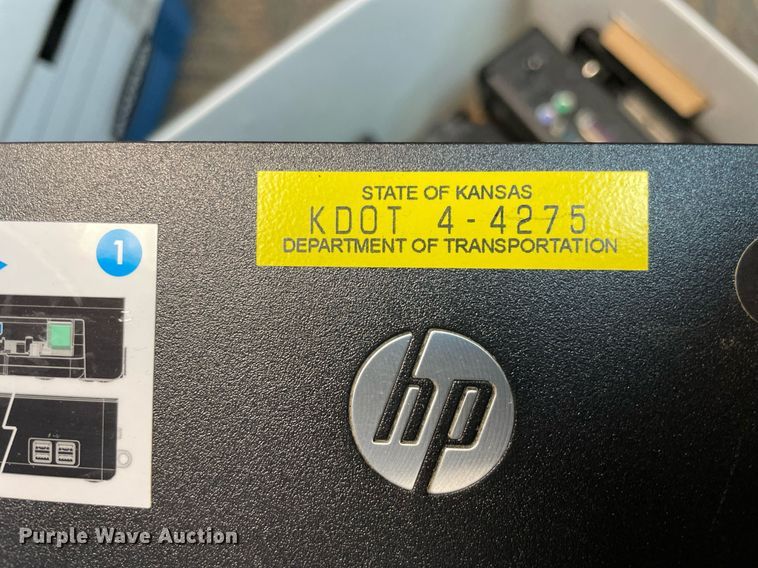 STATE OF KANSAS
KDOT 4-4275
DEPARTMENT OF TRANSPORTATION
1
hp
Purple Wave Auction